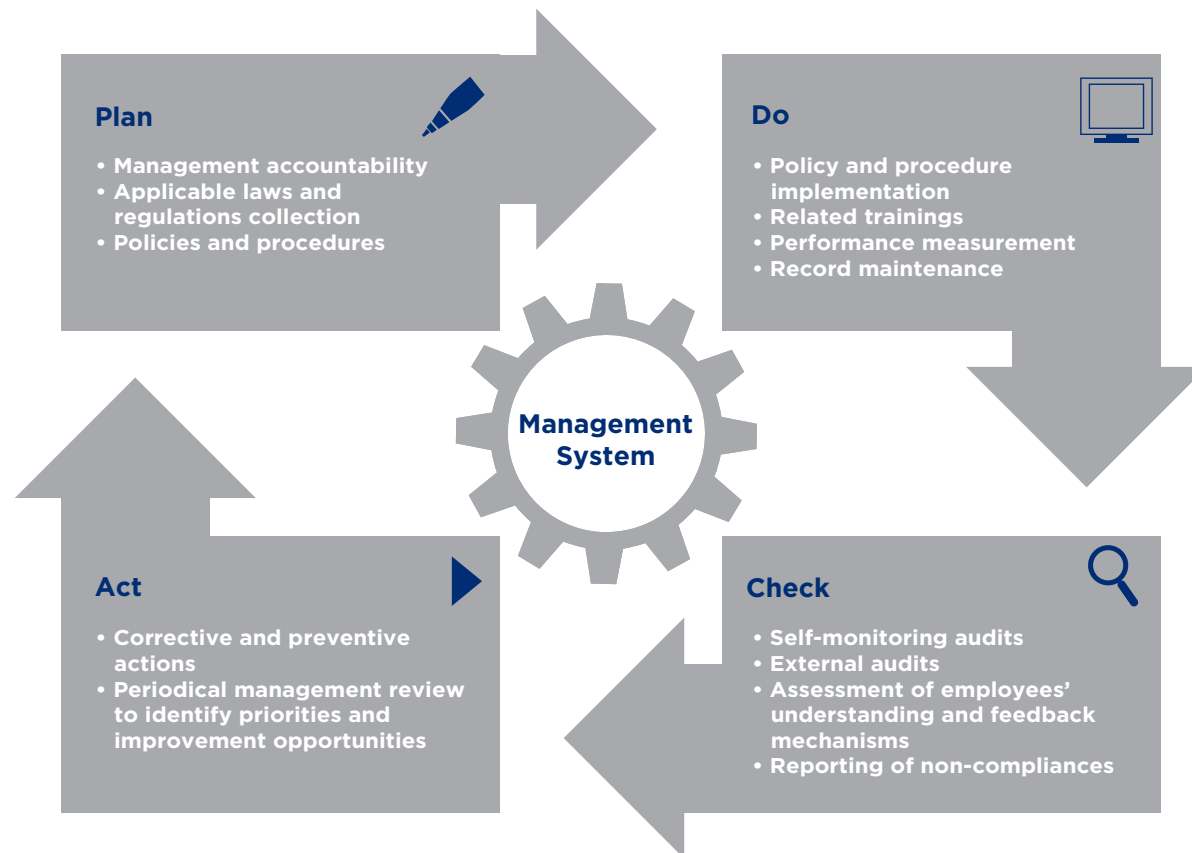 Plan
• Management accountability
• Applicable laws and
regulations collection
• Policies and procedures
Do
• Policy and procedure
implementation
• Related trainings
• Performance measurement
• Record maintenance
Management
System
Act
• Corrective and preventive
actions
• Periodical management review
to identify priorities and
improvement opportunities
Check
• Self-monitoring audits
• External audits
• Assessment of employees’
understanding and feedback
mechanisms
• Reporting of non-compliances